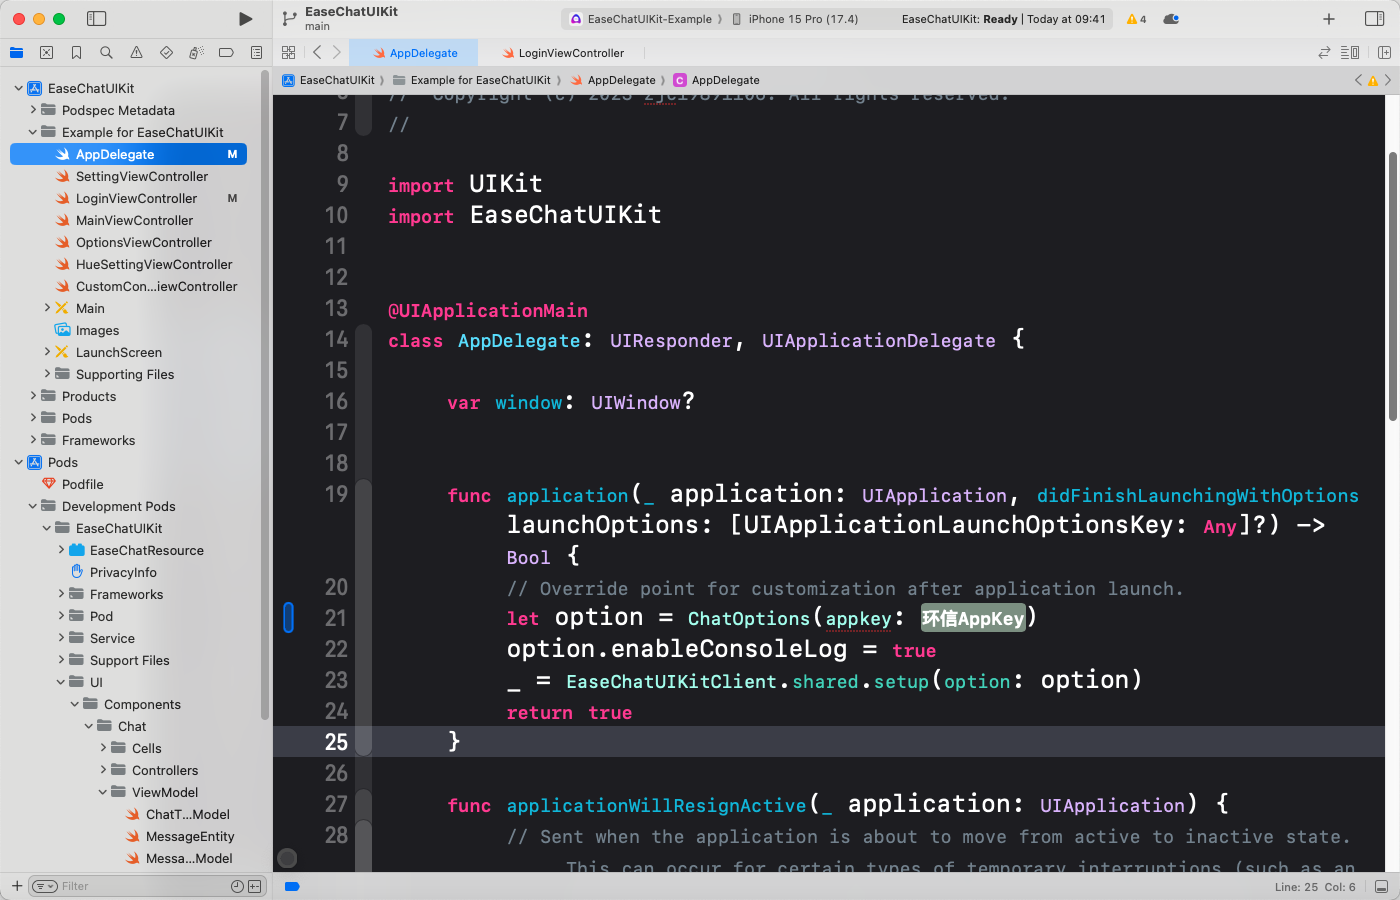 EaseChatUIKit
main
EaseChatUIKit-Example
iPhone 15 Pro (17.4)
EaseChatUIKit: Ready | Today at 09:41
4
AppDelegate
LoginViewController
EaseChatUIKit
Example for EaseChatUIKit
AppDelegate
C AppDelegate
EaseChatUIKit
Podspec Metadata
Example for EaseChatUIKit
AppDelegate M
SettingViewController
LoginViewController M
MainViewController
OptionsViewController
HueSettingViewController
CustomCon...iewController
Main
Images
LaunchScreen
Supporting Files
Products
Pods
Frameworks
Pods
Podfile
Development Pods
EaseChatUIKit
EaseChatResource
PrivacyInfo
Frameworks
Pod
Service
Support Files
UI
Components
Chat
Cells
Controllers
ViewModel
ChatT...Model
MessageEntity
Messa...Model
Filter
7 //
8
9 import UIKit
10 import EaseChatUIKit
11
12
13 @UIApplicationMain
14 class AppDelegate: UIResponder, UIApplicationDelegate {
15
16 var window: UIWindow?
17
18
19 func application(_ application: UIApplication, didFinishLaunchingWithOptions
launchOptions: [UIApplicationLaunchOptionsKey: Any]?) ->
Bool {
20 // Override point for customization after application launch.
21 let option = ChatOptions(appkey: 环信AppKey)
22 option.enableConsoleLog = true
23 _ = EaseChatUIKitClient.shared.setup(option: option)
24 return true
25 }
26
27 func applicationWillResignActive(_ application: UIApplication) {
28 // Sent when the application is about to move from active to inactive state.
This can occur for certain types of temporary interruptions (such as an
Line: 25 Col: 6